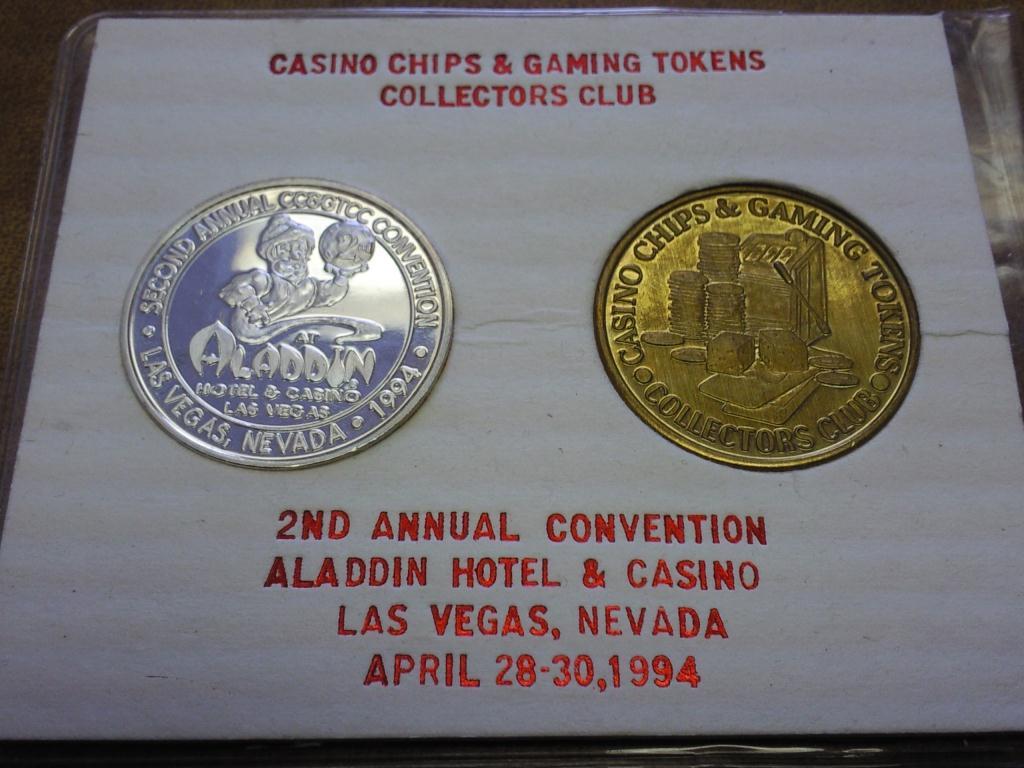 CASINO CHIPS & GAMING TOKENS
COLLECTORS CLUB
SECOND ANNUAL CC&GTCC CONVENTION
AT
ALADDIN
HOTEL & CASINO
LAS VEGAS
• LAS VEGAS, NEVADA • 1994 •
CASINO CHIPS & GAMING TOKENS
COLLECTORS CLUB
2ND ANNUAL CONVENTION
ALADDIN HOTEL & CASINO
LAS VEGAS, NEVADA
APRIL 28-30,1994